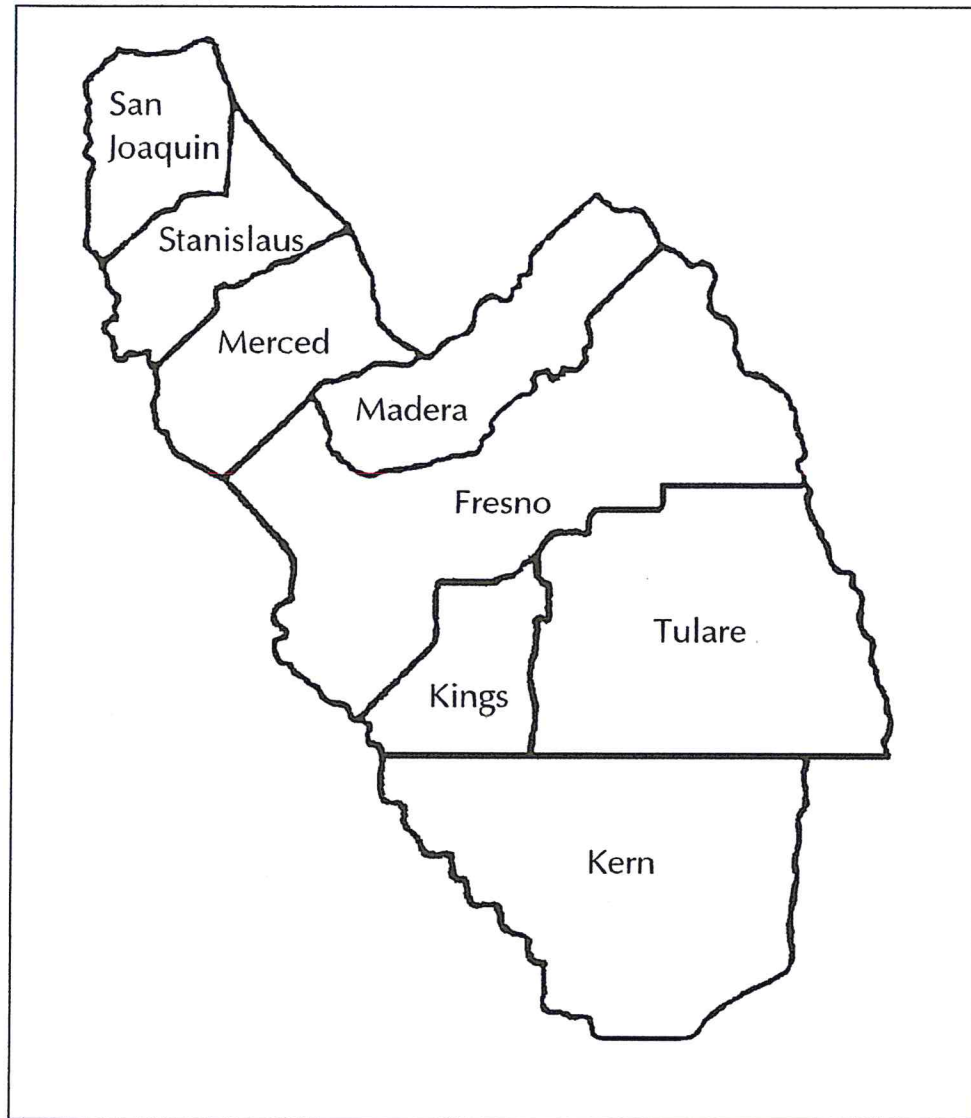 San
Joaquin
Stanislaus
Merced
Madera
Fresno
Tulare
Kings
Kern